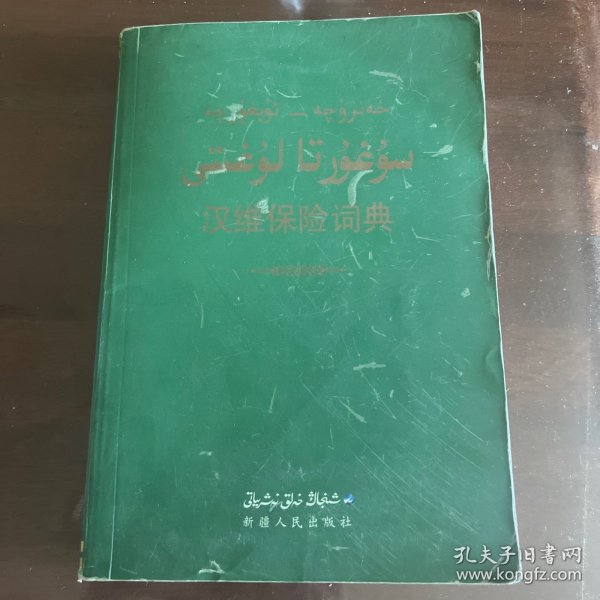 خەنزۇچە — ئۇيغۇرچە
سۇغۇرتا لۇغىتى
汉维保险词典
شىنجاڭ خەلق نەشرىياتى
新疆人民出版社
孔夫子旧书网
www.kongfz.com